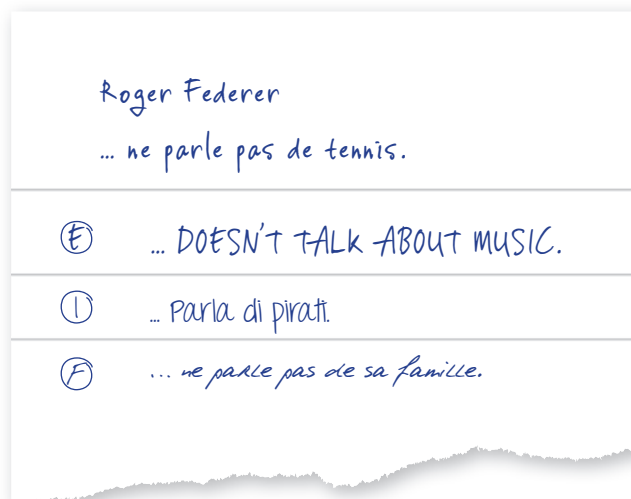 Roger Federer
... ne parle pas de tennis.
E ... DOESN'T TALK ABOUT MUSIC.
I ... Parla di pirati.
F ... ne parle pas de sa famille.